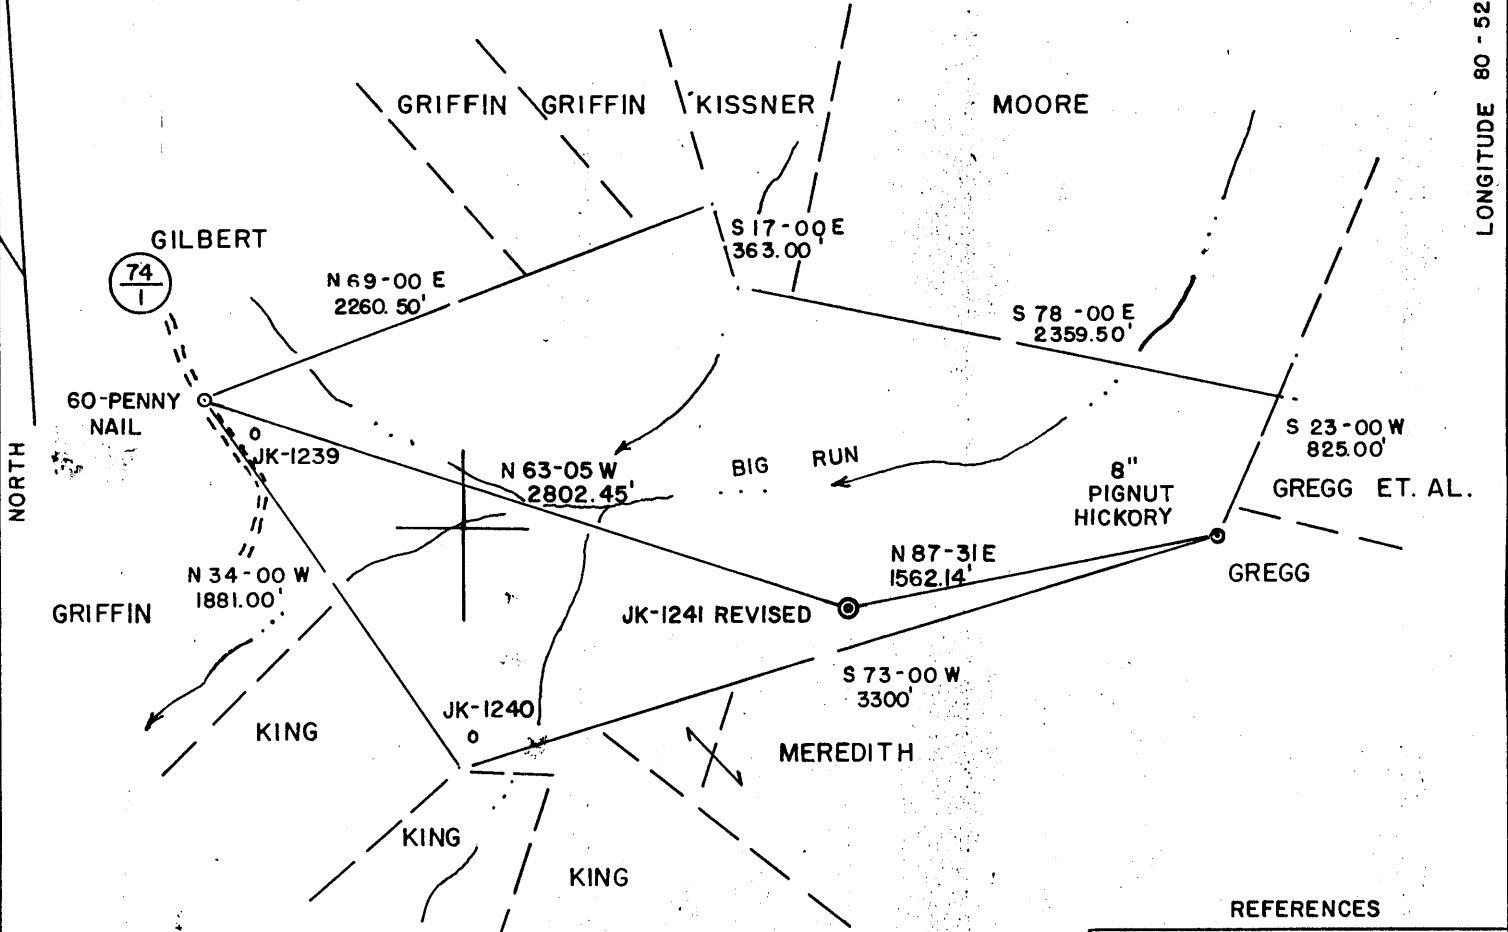 LONGITUDE 80-52
GRIFFIN
GRIFFIN
KISSNER
MOORE
GILBERT
74
1
S 17-00 E
363.00'
N 69-00 E
2260.50'
S 78-00 E
2359.50'
60-PENNY
NAIL
JK-1239
NORTH
N 63-05 W
2802.45'
BIG RUN
8"
PIGNUT
HICKORY
S 23-00 W
825.00'
GREGG ET. AL.
N 87-31 E
1562.14'
GREGG
N 34-00 W
1881.00'
GRIFFIN
JK-1241 REVISED
S 73-00 W
3300'
JK-1240
KING
MEREDITH
KING
KING
REFERENCES